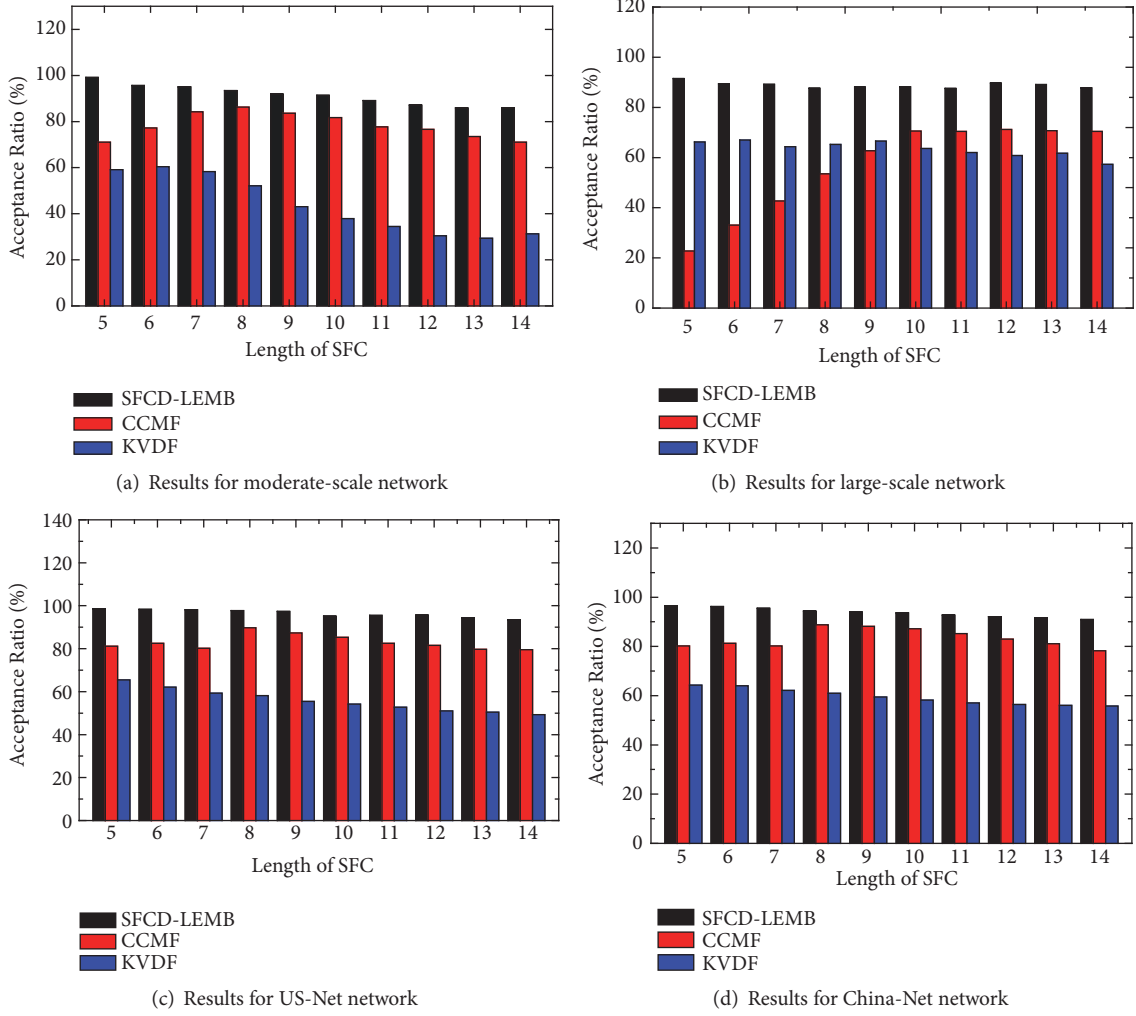 120
100
80
60
40
20
0
Acceptance Ratio (%)
5 6 7 8 9 10 11 12 13 14
Length of SFC
SFCD-LEMB
CCMF
KVDF
(a) Results for moderate-scale network
120
100
80
60
40
20
0
Acceptance Ratio (%)
5 6 7 8 9 10 11 12 13 14
Length of SFC
SFCD-LEMB
CCMF
KVDF
(b) Results for large-scale network
140
120
100
80
60
40
20
0
Acceptance Ratio (%)
5 6 7 8 9 10 11 12 13 14
Length of SFC
SFCD-LEMB
CCMF
KVDF
(c) Results for US-Net network
120
100
80
60
40
20
0
Acceptance Ratio (%)
5 6 7 8 9 10 11 12 13 14
Length of SFC
SFCD-LEMB
CCMF
KVDF
(d) Results for China-Net network